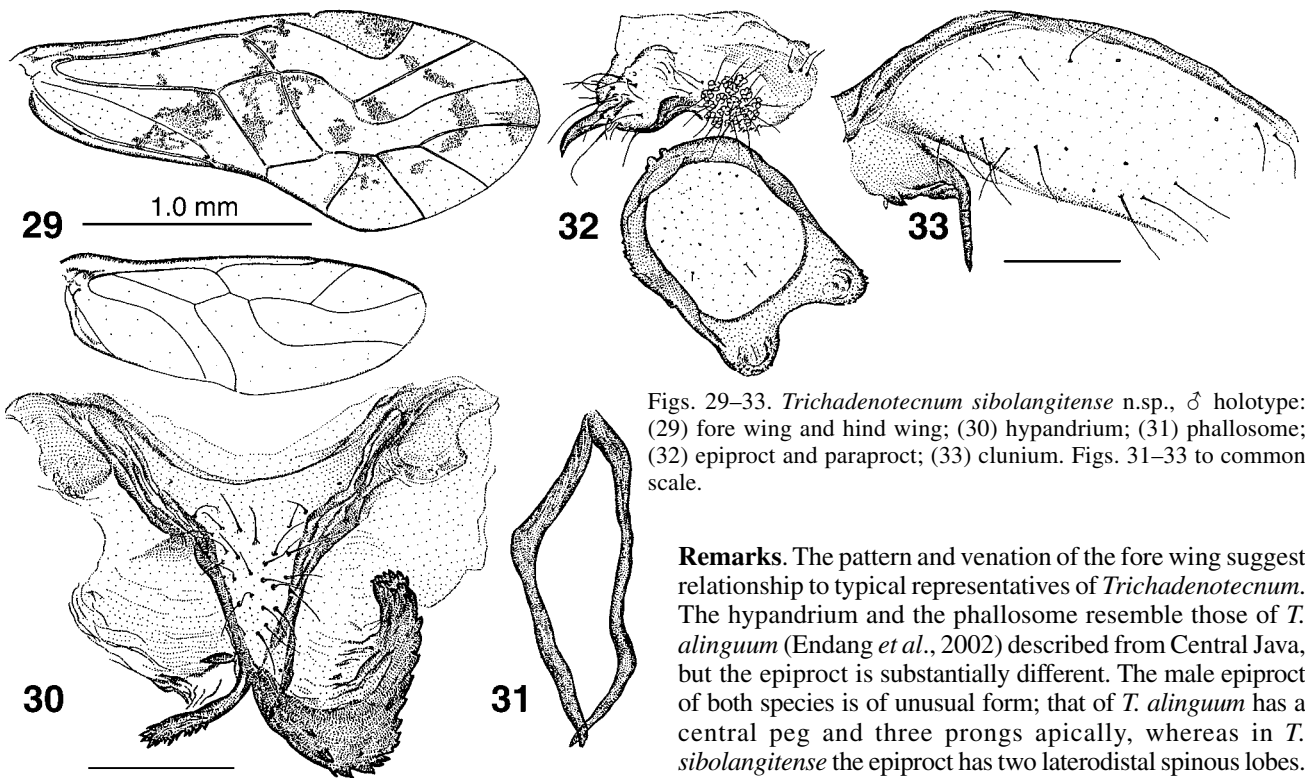 29
1.0 mm
32
33
Figs. 29–33. Trichadenotecnum sibolangitense n.sp., ♂ holotype:
(29) fore wing and hind wing; (30) hypandrium; (31) phallosome;
(32) epiproct and paraproct; (33) clunium. Figs. 31–33 to common
scale.
30
31
Remarks. The pattern and venation of the fore wing suggest
relationship to typical representatives of Trichadenotecnum.
The hypandrium and the phallosome resemble those of T.
alinguum (Endang et al., 2002) described from Central Java,
but the epiproct is substantially different. The male epiproct
of both species is of unusual form; that of T. alinguum has a
central peg and three prongs apically, whereas in T.
sibolangitense the epiproct has two laterodistal spinous lobes.